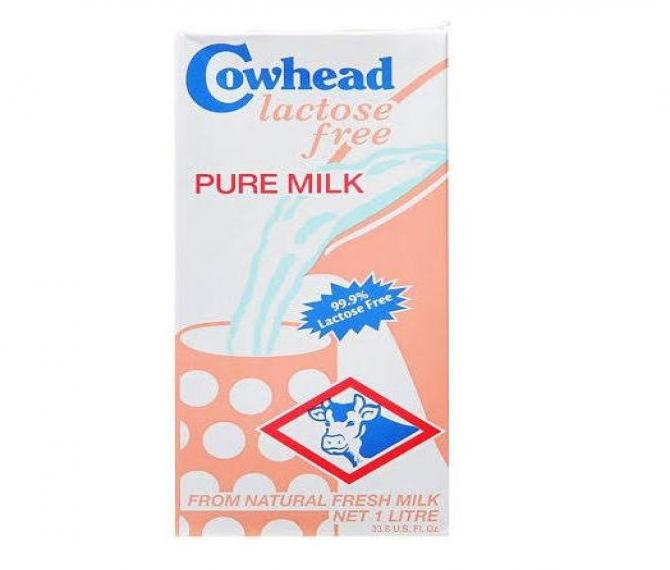 Cowhead
lactose
free
PURE MILK
99.9%
Lactose Free
FROM NATURAL FRESH MILK
NET 1 LITRE
33.8 U.S. Fl. Oz.